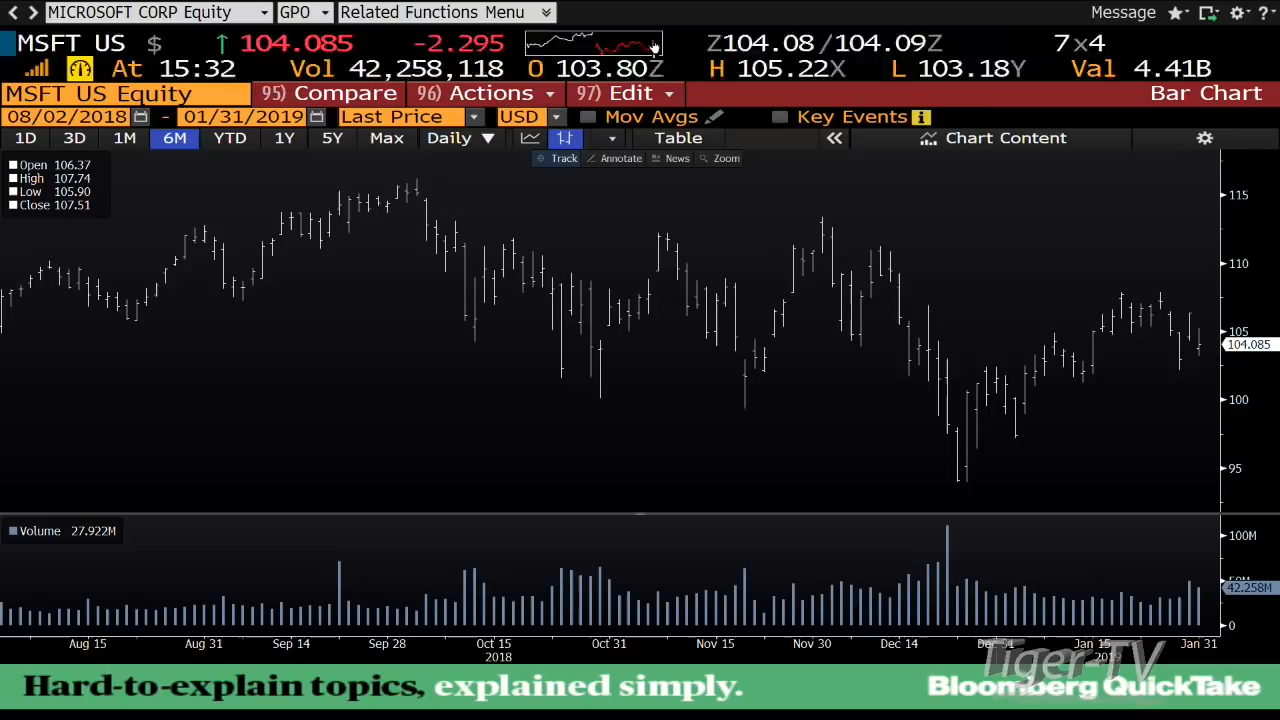 MICROSOFT CORP Equity GPO Related Functions Menu Message
MSFT US $ ↑ 104.085 -2.295 Z104.08/104.09Z 7x4
At 15:32 Vol 42,258,118 O 103.80Z H 105.22X L 103.18Y Val 4.41B
MSFT US Equity 95) Compare 96) Actions 97) Edit Bar Chart
08/02/2018 - 01/31/2019 Last Price USD Mov Avgs Key Events
1D 3D 1M 6M YTD 1Y 5Y Max Daily ▼ Table « Chart Content
Track Annotate News Zoom
Open 106.37
High 107.74
Low 105.90
Close 107.51
115
110
105
104.085
100
95
Volume 27.922M
100M
50M
42.258M
0
Aug 15 Aug 31 Sep 14 Sep 28 Oct 15 Oct 31 Nov 15 Nov 30 Dec 14 Dec 31 Jan 15 Jan 31
2018 2019
Tiger-TV
Hard-to-explain topics, explained simply. Bloomberg QuickTake